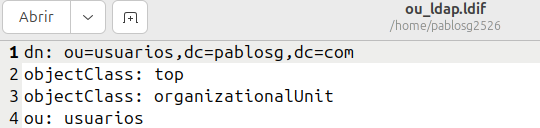 Abrir
ou_ldap.ldif
/home/pablosg2526
1 dn: ou=usuarios,dc=pablosg,dc=com
2 objectClass: top
3 objectClass: organizationalUnit
4 ou: usuarios